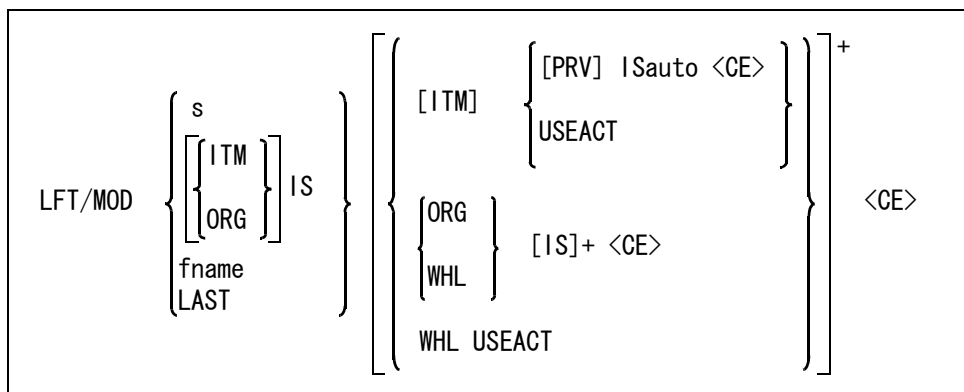 LFT/MOD
s
[ITM
ORG] IS
fname
LAST
[ITM]
[PRV] ISauto <CE>
USEACT
ORG
WHL
[IS]+ <CE>
WHL USEACT
+
<CE>